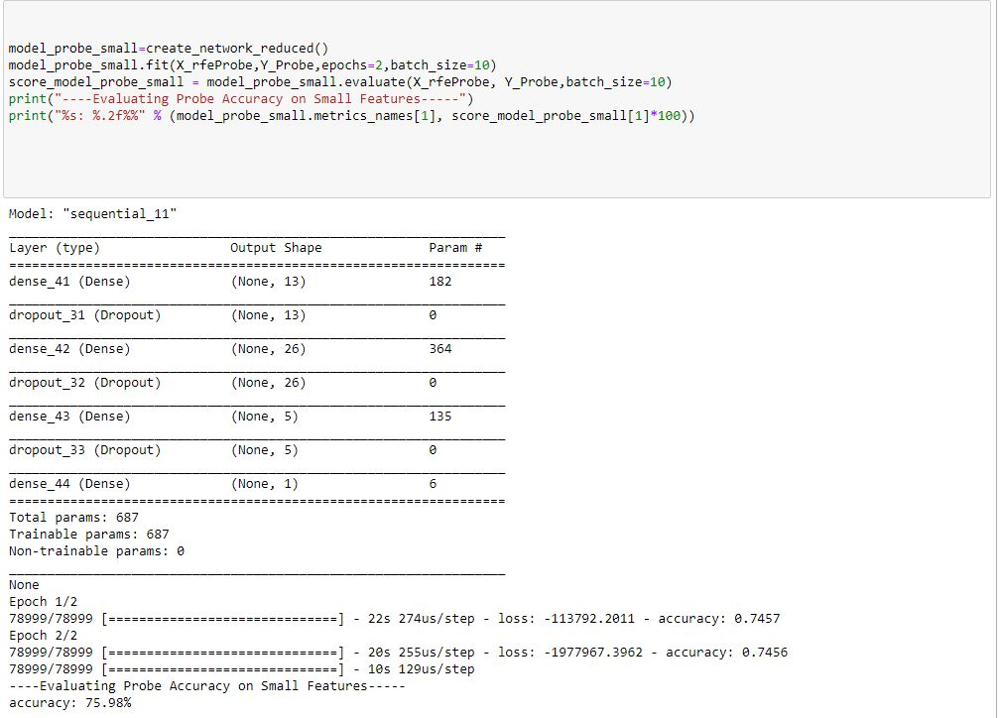 model_probe_small=create_network_reduced()
model_probe_small.fit(X_rfeProbe,Y_Probe,epochs=2,batch_size=10)
score_model_probe_small = model_probe_small.evaluate(X_rfeProbe, Y_Probe,batch_size=10)
print("----Evaluating Probe Accuracy on Small Features-----")
print("%s: %.2f%%" % (model_probe_small.metrics_names[1], score_model_probe_small[1]*100))
Model: "sequential_11"
_________________________________________________________________
Layer (type)                 Output Shape              Param #
=================================================================
dense_41 (Dense)             (None, 13)                182
_________________________________________________________________
dropout_31 (Dropout)         (None, 13)                0
_________________________________________________________________
dense_42 (Dense)             (None, 26)                364
_________________________________________________________________
dropout_32 (Dropout)         (None, 26)                0
_________________________________________________________________
dense_43 (Dense)             (None, 5)                 135
_________________________________________________________________
dropout_33 (Dropout)         (None, 5)                 0
_________________________________________________________________
dense_44 (Dense)             (None, 1)                 6
=================================================================
Total params: 687
Trainable params: 687
Non-trainable params: 0
_________________________________________________________________
None
Epoch 1/2
78999/78999 [==============================] - 22s 274us/step - loss: -113792.2011 - accuracy: 0.7457
Epoch 2/2
78999/78999 [==============================] - 20s 255us/step - loss: -1977967.3962 - accuracy: 0.7456
78999/78999 [==============================] - 10s 129us/step
----Evaluating Probe Accuracy on Small Features-----
accuracy: 75.98%